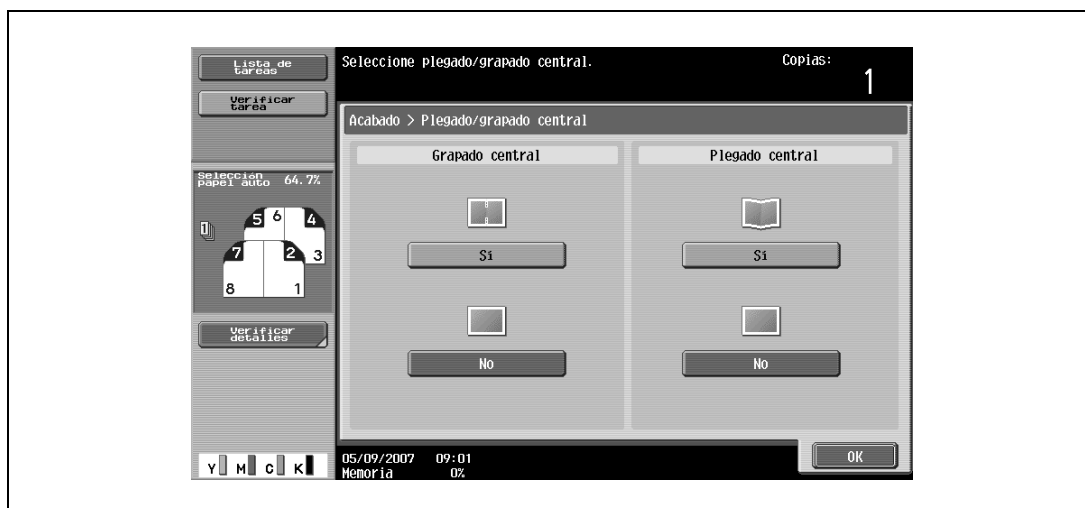 Lista de
tareas
Verificar
tarea
Seleccione plegado/grapado central.
Copias:
1
Acabado > Plegado/grapado central
Grapado central
Plegado central
Selección
papel auto 64.7%
1
5 6 4
7 2 3
8 1
Sí
Sí
Verificar
detalles
No
No
OK
Y M C K
05/09/2007 09:01
Memoria 0%